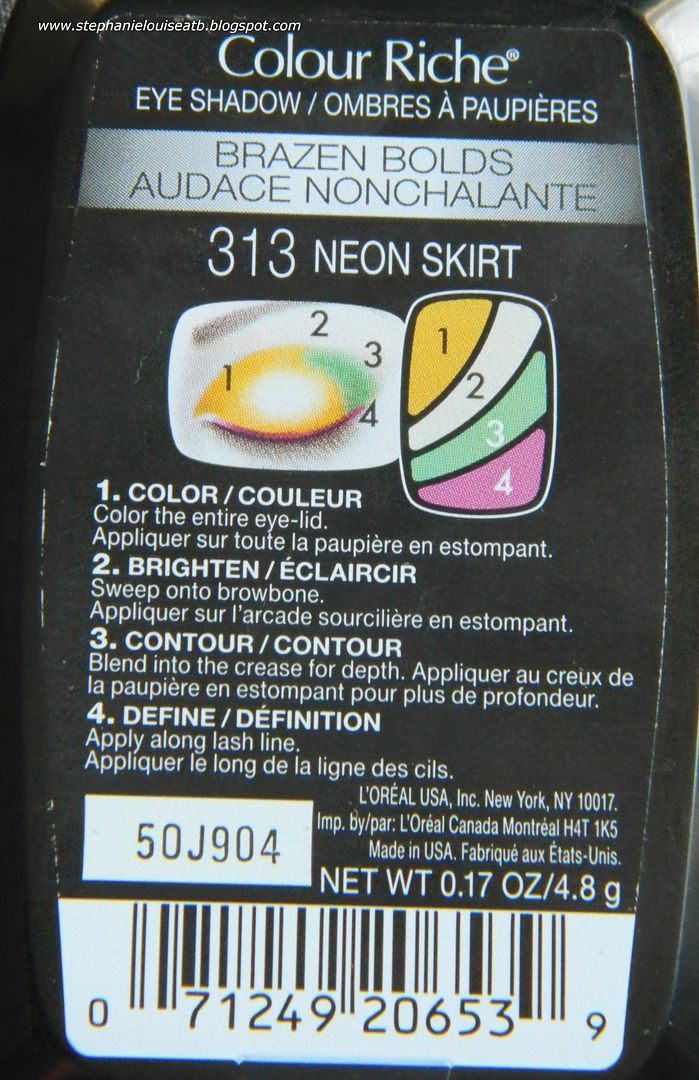 www.stephanielouiseatb.blogspot.com
Colour Riche®
EYE SHADOW / OMBRES À PAUPIÈRES
BRAZEN BOLDS
AUDACE NONCHALANTE
313 NEON SKIRT
1 2 3 4
1 2 3 4
1. COLOR / COULEUR
Color the entire eye-lid.
Appliquer sur toute la paupière en estompant.
2. BRIGHTEN / ÉCLAIRCIR
Sweep onto browbone.
Appliquer sur l'arcade sourcilière en estompant.
3. CONTOUR / CONTOUR
Blend into the crease for depth. Appliquer au creux de
la paupière en estompant pour plus de profondeur.
4. DEFINE / DÉFINITION
Apply along lash line.
Appliquer le long de la ligne des cils.
L'ORÉAL USA, Inc. New York, NY 10017.
Imp. by/par: L'Oréal Canada Montréal H4T 1K5
Made in USA. Fabriqué aux États-Unis.
50J904
NET WT 0.17 OZ/4.8 g
0 71249 20653 9